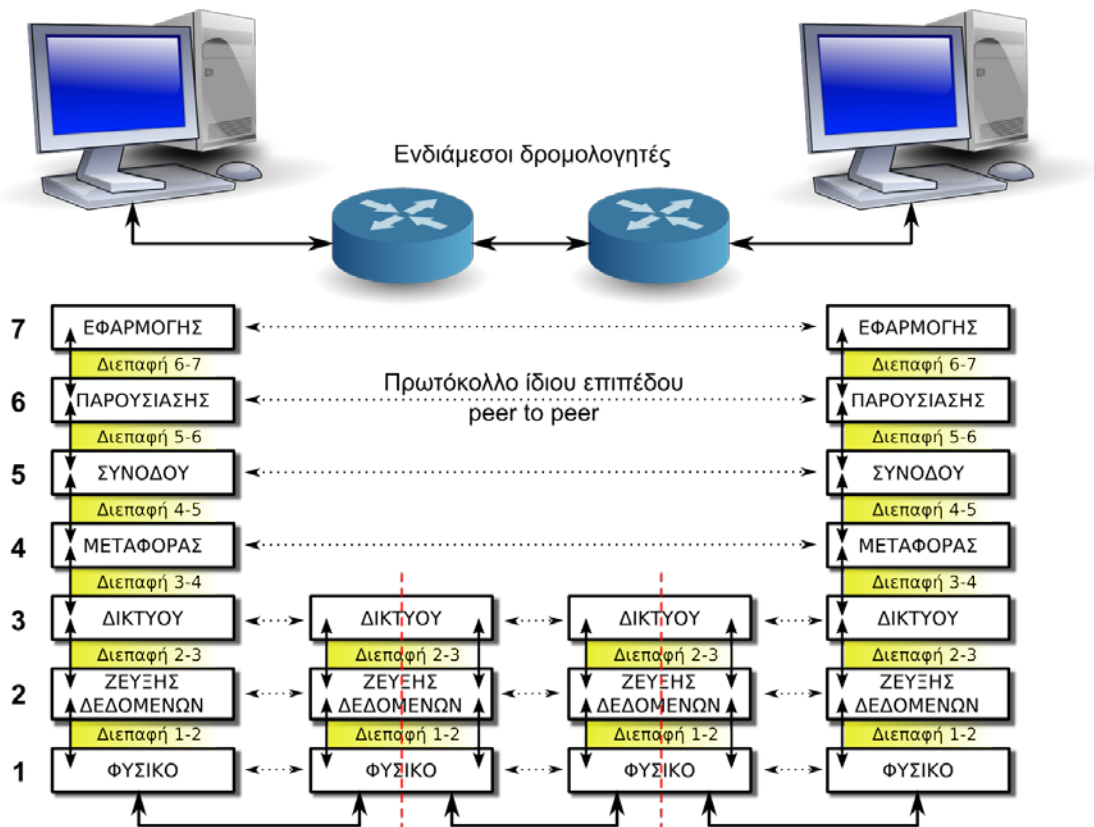 Ενδιάμεσοι δρομολογητές
7 ΕΦΑΡΜΟΓΗΣ ΕΦΑΡΜΟΓΗΣ
Διεπαφή 6-7 Διεπαφή 6-7
Πρωτόκολλο ίδιου επιπέδου
6 ΠΑΡΟΥΣΙΑΣΗΣ ΠΑΡΟΥΣΙΑΣΗΣ
peer to peer
Διεπαφή 5-6 Διεπαφή 5-6
5 ΣΥΝΟΔΟΥ ΣΥΝΟΔΟΥ
Διεπαφή 4-5 Διεπαφή 4-5
4 ΜΕΤΑΦΟΡΑΣ ΜΕΤΑΦΟΡΑΣ
Διεπαφή 3-4 Διεπαφή 3-4
3 ΔΙΚΤΥΟΥ ΔΙΚΤΥΟΥ ΔΙΚΤΥΟΥ ΔΙΚΤΥΟΥ
Διεπαφή 2-3 Διεπαφή 2-3 Διεπαφή 2-3 Διεπαφή 2-3
ΖΕΥΞΗΣ ΖΕΥΞΗΣ ΖΕΥΞΗΣ ΖΕΥΞΗΣ
2 ΔΕΔΟΜΕΝΩΝ ΔΕΔΟΜΕΝΩΝ ΔΕΔΟΜΕΝΩΝ ΔΕΔΟΜΕΝΩΝ
Διεπαφή 1-2 Διεπαφή 1-2 Διεπαφή 1-2 Διεπαφή 1-2
1 ΦΥΣΙΚΟ ΦΥΣΙΚΟ ΦΥΣΙΚΟ ΦΥΣΙΚΟ